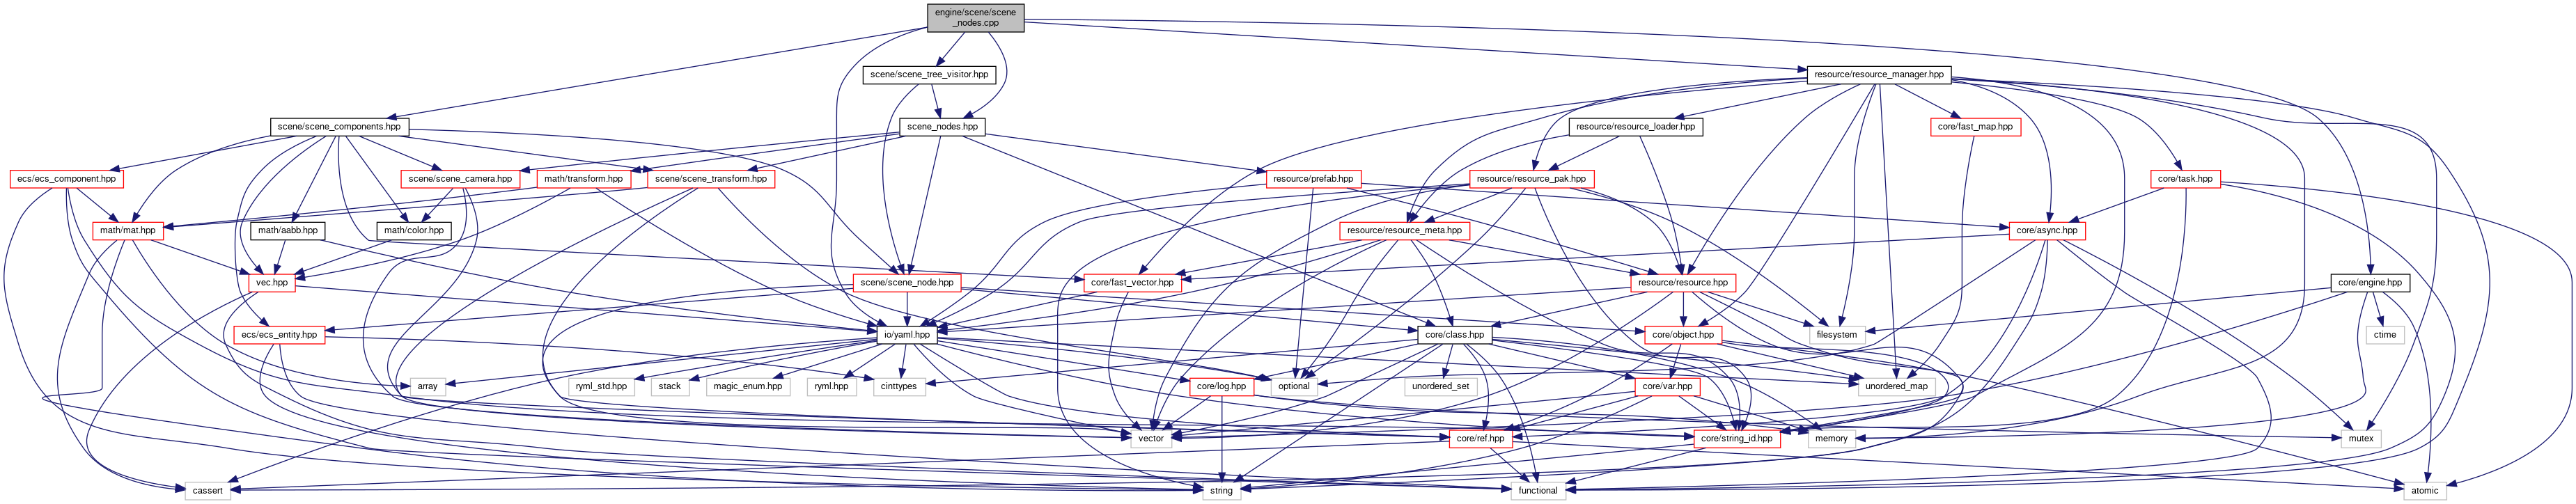 engine/scene/scene
_nodes.cpp
scene/scene_tree_visitor.hpp
resource/resource_manager.hpp
scene/scene_components.hpp
scene_nodes.hpp
resource/resource_loader.hpp
core/fast_map.hpp
ecs/ecs_component.hpp
scene/scene_camera.hpp
math/transform.hpp
scene/scene_transform.hpp
resource/prefab.hpp
resource/resource_pak.hpp
core/task.hpp
math/mat.hpp
math/aabb.hpp
math/color.hpp
resource/resource_meta.hpp
core/async.hpp
vec.hpp
scene/scene_node.hpp
core/fast_vector.hpp
resource/resource.hpp
core/engine.hpp
ecs/ecs_entity.hpp
io/yaml.hpp
core/class.hpp
core/object.hpp
filesystem
ctime
array
ryml_std.hpp
stack
magic_enum.hpp
ryml.hpp
cinttypes
core/log.hpp
optional
unordered_set
core/var.hpp
unordered_map
vector
core/ref.hpp
core/string_id.hpp
memory
mutex
cassert
string
functional
atomic